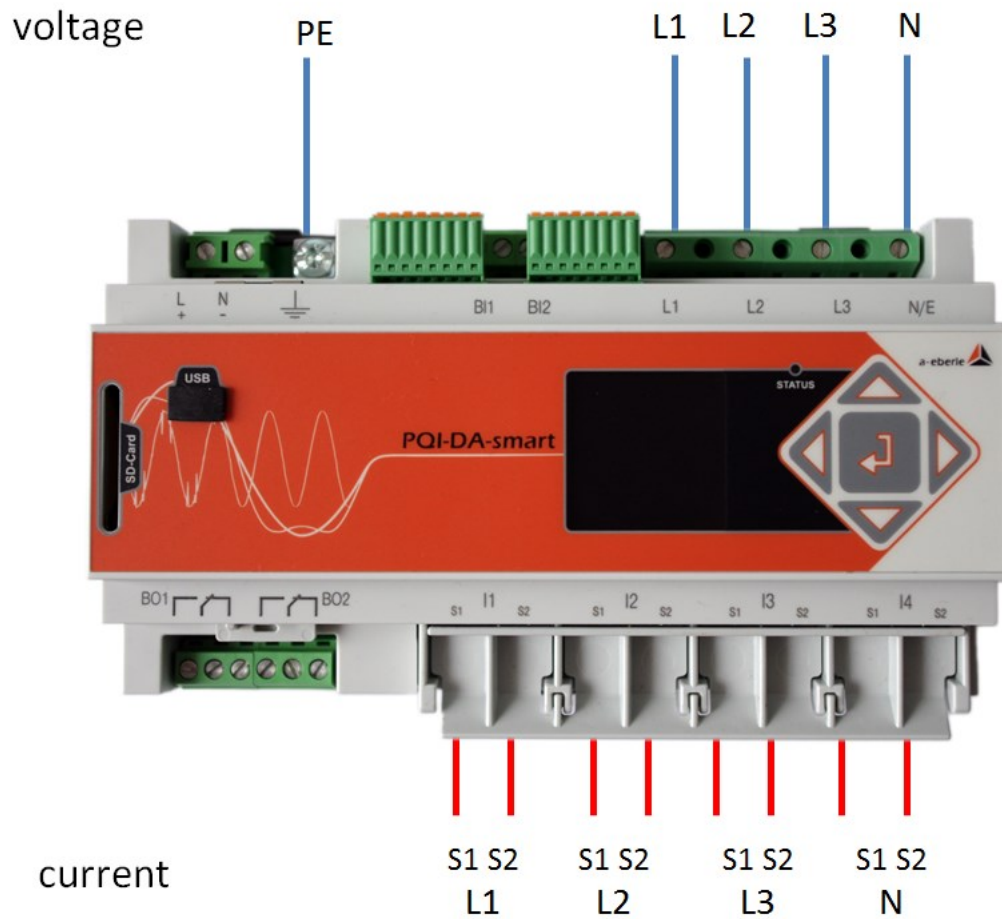 voltage PE L1 L2 L3 N
L N BI1 BI2 L1 L2 L3 N/E
+ -
a-eberle
USB
STATUS
SD-Card
PQI-DA-smart
BO1 BO2 I1 I2 I3 I4
S1 S2 S1 S2 S1 S2 S1 S2
S1 S2 S1 S2 S1 S2 S1 S2
current L1 L2 L3 N